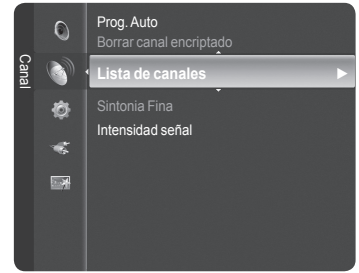 Canal
Prog. Auto
Borrar canal encriptado
Lista de canales
Sintonia Fina
Intensidad señal